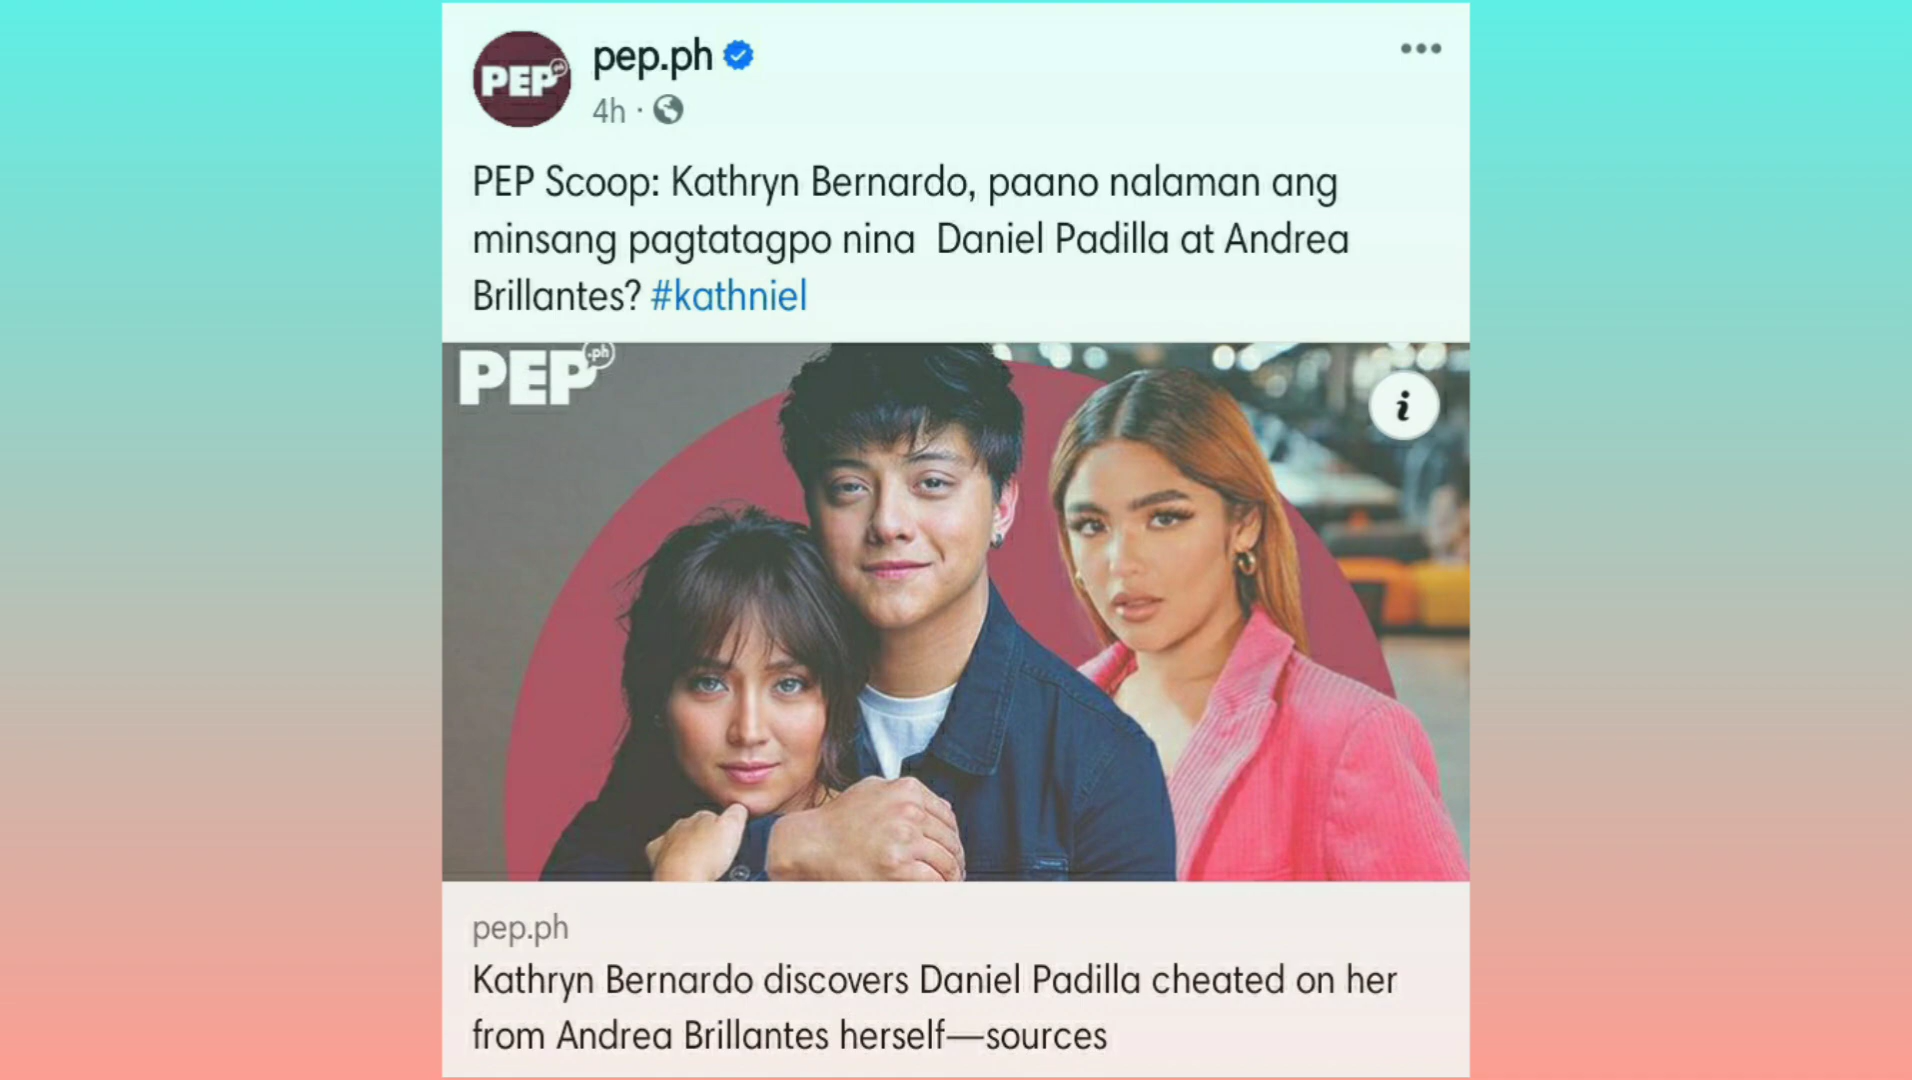 PEP.ph
pep.ph
4h ·
PEP Scoop: Kathryn Bernardo, paano nalaman ang
minsang pagtatagpo nina Daniel Padilla at Andrea
Brillantes? #kathniel
PEP.ph
i
pep.ph
Kathryn Bernardo discovers Daniel Padilla cheated on her
from Andrea Brillantes herself—sources